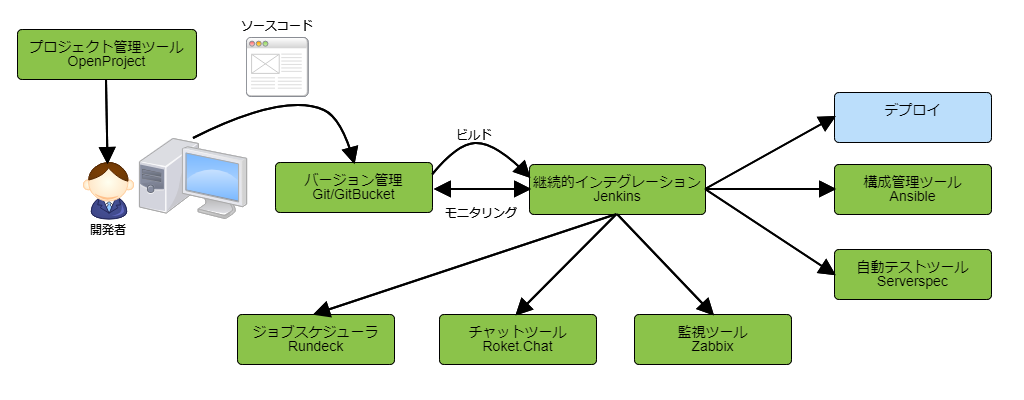 ソースコード
プロジェクト管理ツール
OpenProject
開発者
バージョン管理
Git/GitBucket
ビルド
モニタリング
継続的インテグレーション
Jenkins
デプロイ
構成管理ツール
Ansible
自動テストツール
Serverspec
ジョブスケジューラ
Rundeck
チャットツール
Roket.Chat
監視ツール
Zabbix